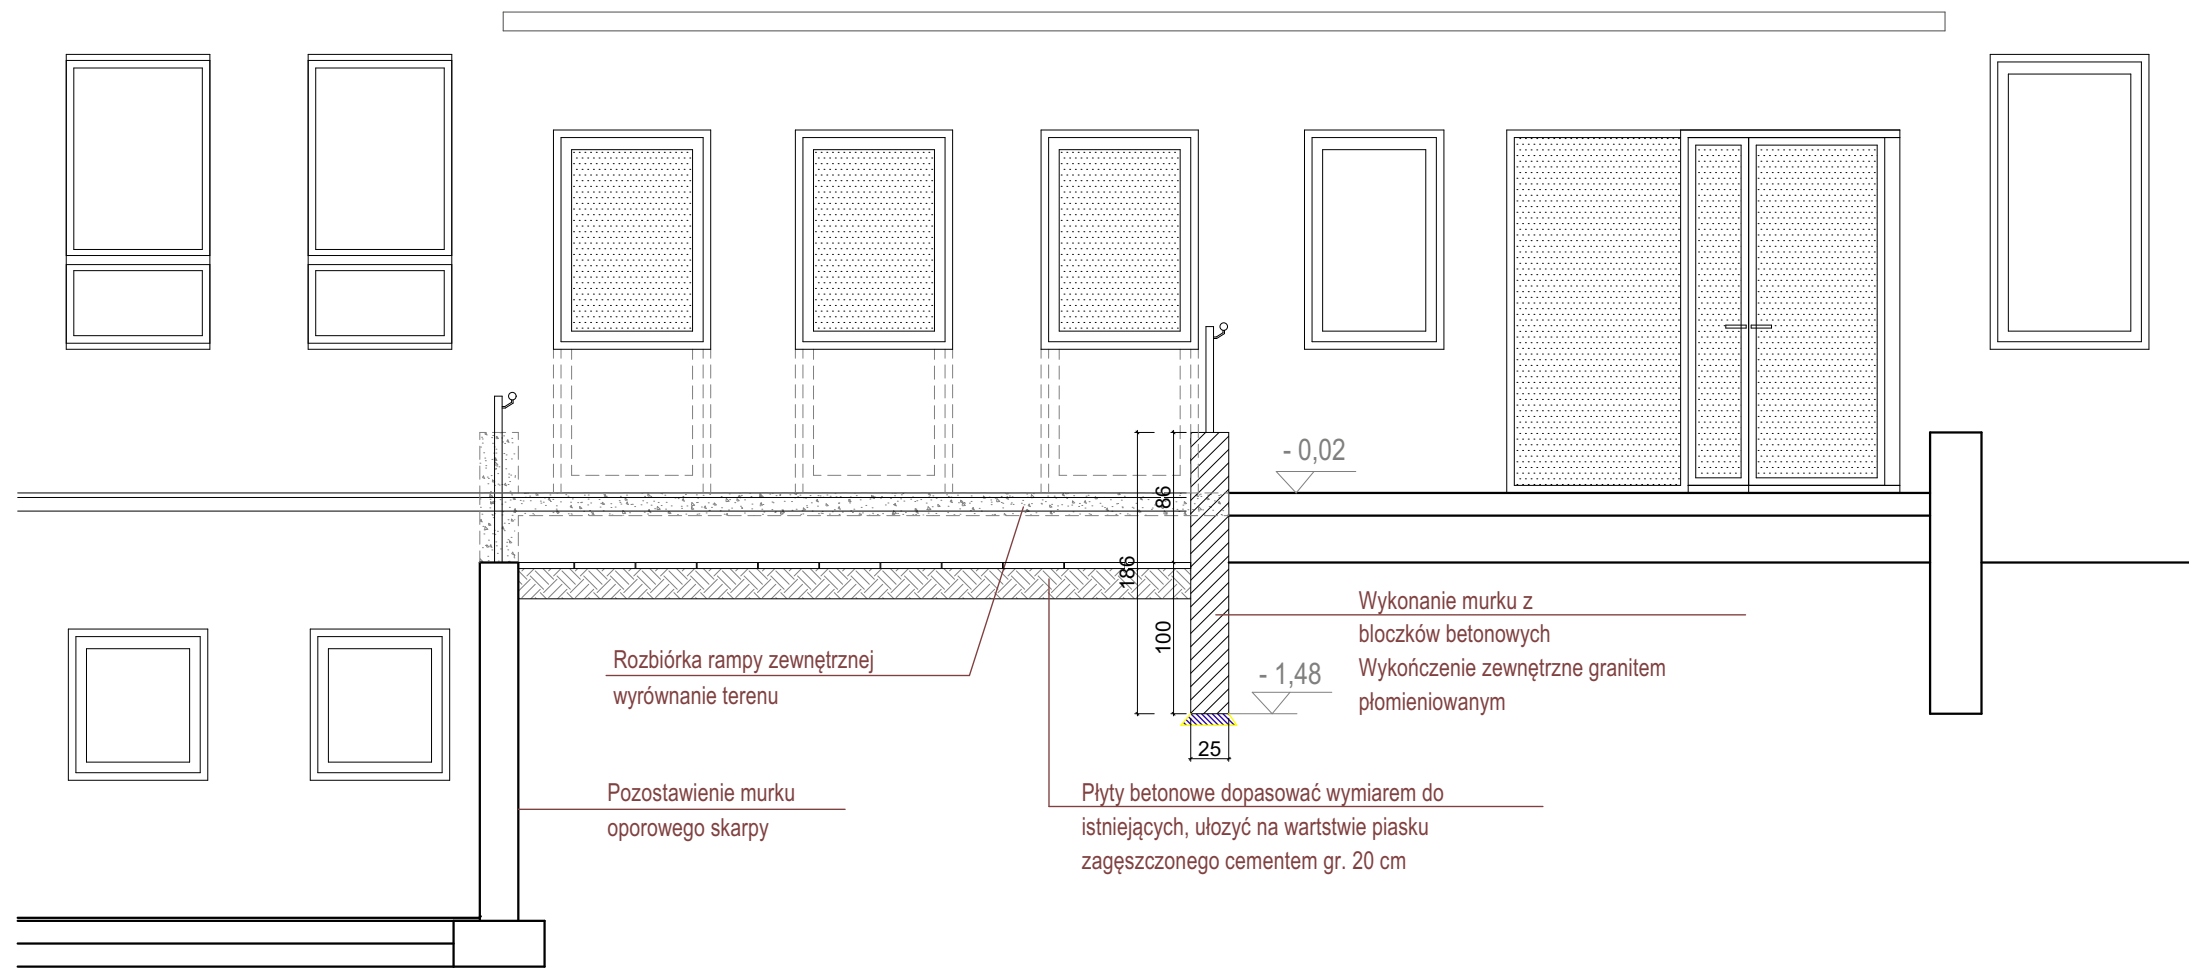 - 0,02
86
186
100
- 1,48
25
Rozbiórka rampy zewnętrznej
wyrównanie terenu
Wykonanie murku z
bloczków betonowych
Wykończenie zewnętrzne granitem
płomieniowanym
Pozostawienie murku
oporowego skarpy
Płyty betonowe dopasować wymiarem do
istniejących, ułozyć na wartstwie piasku
zagęszczonego cementem gr. 20 cm